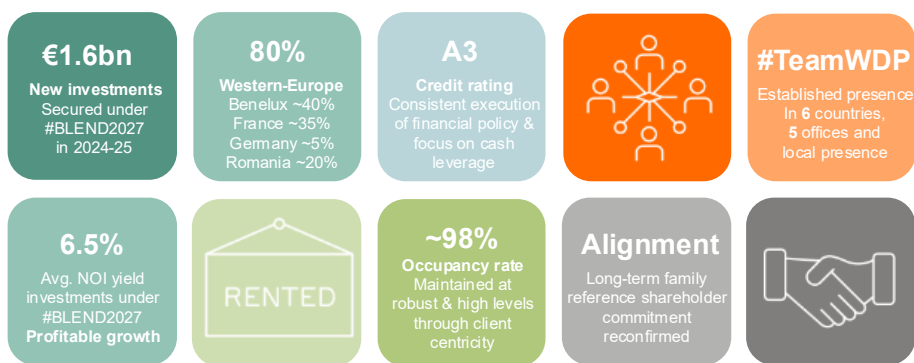 €1.6bn
New investments
Secured under
#BLEND2027
in 2024-25
80%
Western-Europe
Benelux ~40%
France ~35%
Germany ~5%
Romania ~20%
A3
Credit rating
Consistent execution
of financial policy &
focus on cash
leverage
#TeamWDP
Established presence
In 6 countries,
5 offices and
local presence
6.5%
Avg. NOI yield
investments under
#BLEND2027
Profitable growth
RENTED
~98%
Occupancy rate
Maintained at
robust & high levels
through client
centricity
Alignment
Long-term family
reference shareholder
commitment
reconfirmed